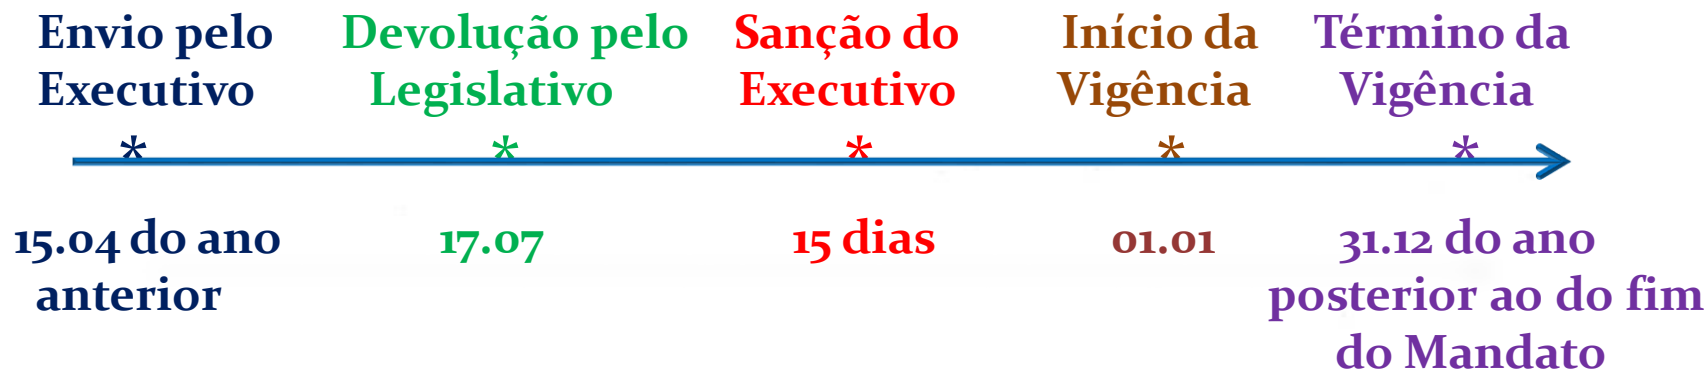 Envio pelo
Executivo
*
15.04 do ano
anterior
Devolução pelo
Legislativo
*
17.07
Sanção do
Executivo
*
15 dias
Início da
Vigência
*
01.01
Término da
Vigência
*
31.12 do ano
posterior ao do fim
do Mandato